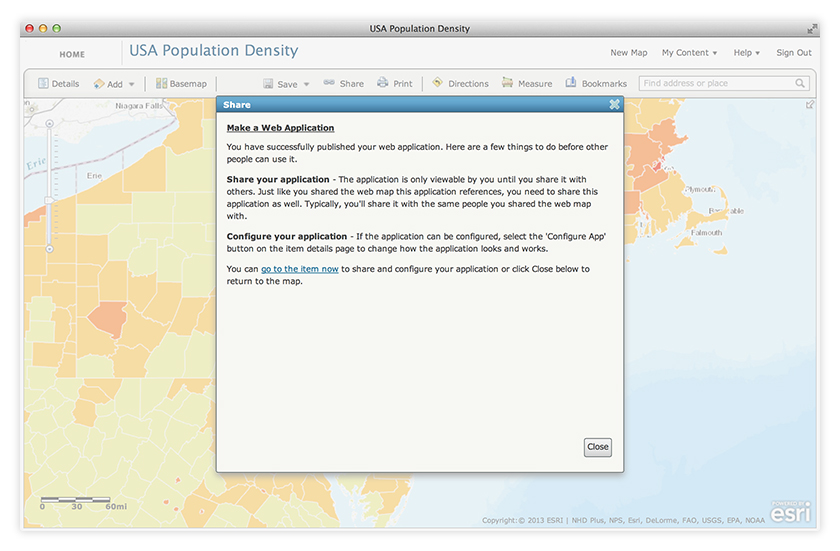 USA Population Density
HOME
USA Population Density
New Map My Content Help Sign Out
Details Add Basemap Save Share Print Directions Measure Bookmarks Find address or place
Share
Make a Web Application
You have successfully published your web application. Here are a few things to do before other
people can use it.
Share your application - The application is only viewable by you until you share it with
others. Just like you shared the web map this application references, you need to share this
application as well. Typically, you'll share it with the same people you shared the web map
with.
Configure your application - If the application can be configured, select the 'Configure App'
button on the item details page to change how the application looks and works.
You can go to the item now to share and configure your application or click Close below to
return to the map.
Close
Niagara Falls
Erie
Erie
Plymouth
Falmouth
0 30 60mi
Copyright:© 2013 ESRI | NHD Plus, NPS, Esri, DeLorme, FAO, USGS, EPA, NOAA
POWERED BY
esri